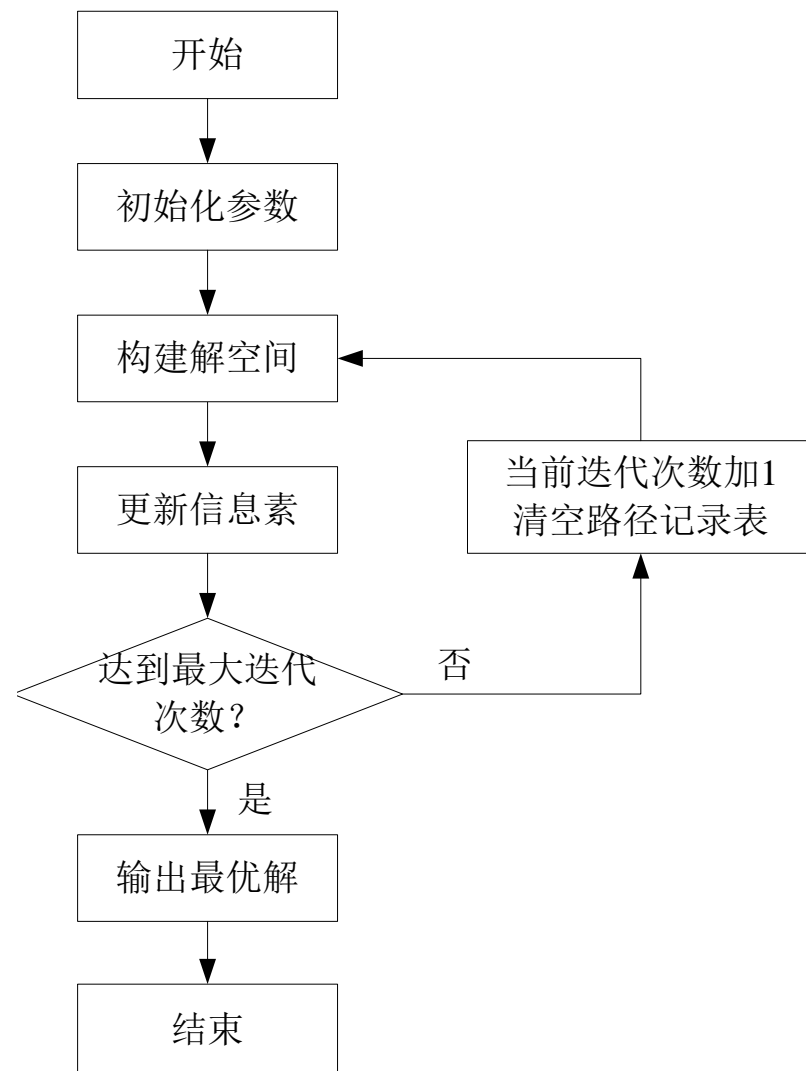 开始
初始化参数
构建解空间
更新信息素
当前迭代次数加1
清空路径记录表
达到最大迭代
次数？
否
是
输出最优解
结束